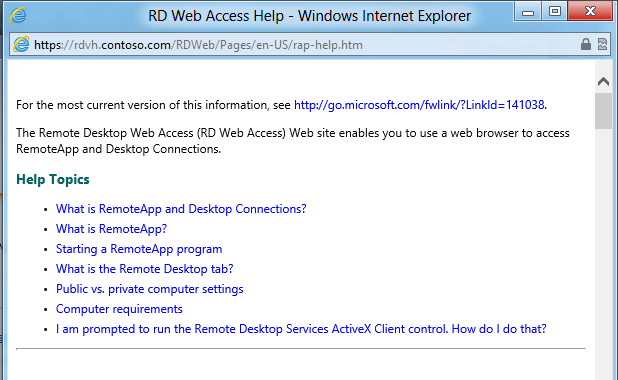 RD Web Access Help - Windows Internet Explorer
https://rdvh.contoso.com/RDWeb/Pages/en-US/rap-help.htm
For the most current version of this information, see http://go.microsoft.com/fwlink/?LinkId=141038.
The Remote Desktop Web Access (RD Web Access) Web site enables you to use a web browser to access
RemoteApp and Desktop Connections.
Help Topics
• What is RemoteApp and Desktop Connections?
• What is RemoteApp?
• Starting a RemoteApp program
• What is the Remote Desktop tab?
• Public vs. private computer settings
• Computer requirements
• I am prompted to run the Remote Desktop Services ActiveX Client control. How do I do that?